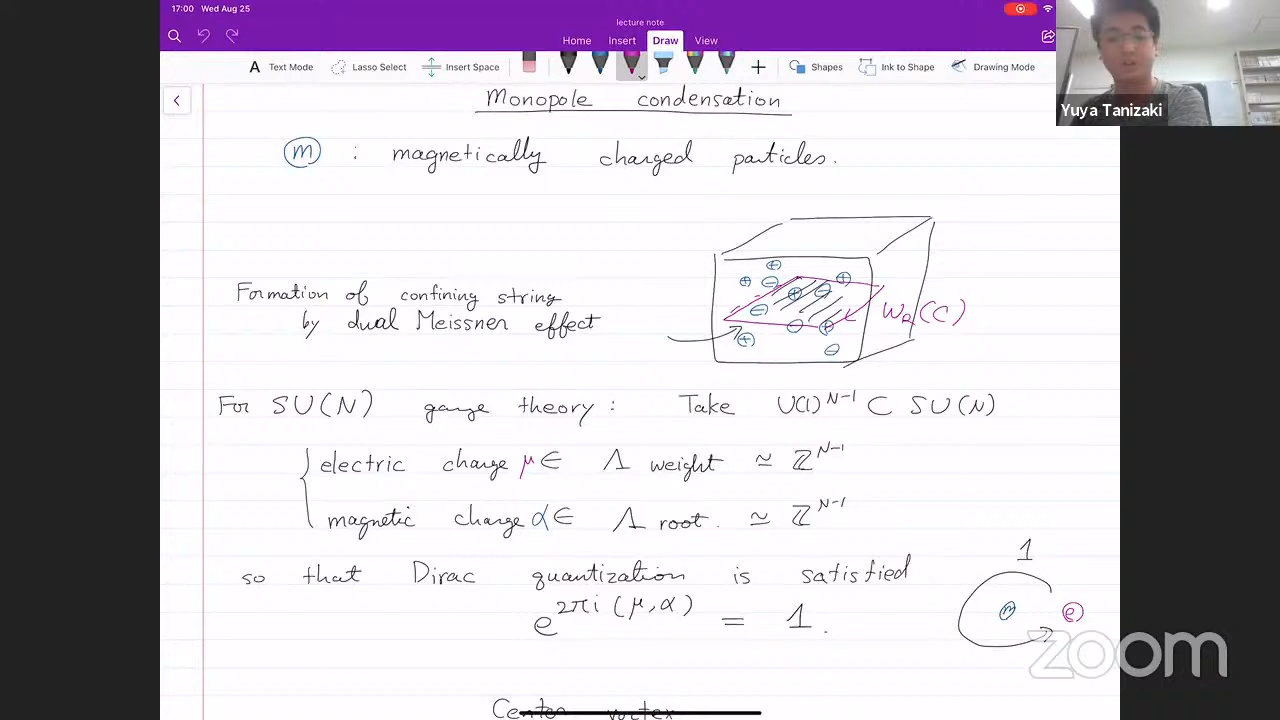 17:00 Wed Aug 25
lecture note
Home Insert Draw View
Text Mode Lasso Select Insert Space Shapes Ink to Shape Drawing Mode
Yuya Tanizaki
Monopole condensation
m : magnetically charged particles.
Formation of confining string
by dual Meissner effect
W_R(C)
For SU(N) gauge theory : Take U(1)^{N-1} ⊂ SU(N)
electric charge μ ∈ Λ weight ≃ ℤ^{N-1}
magnetic charge α ∈ Λ root. ≃ ℤ^{N-1}
so that Dirac quantization is satisfied
e^{2πi (μ,α)} = 1.
1
m e
zoom
Center vortex